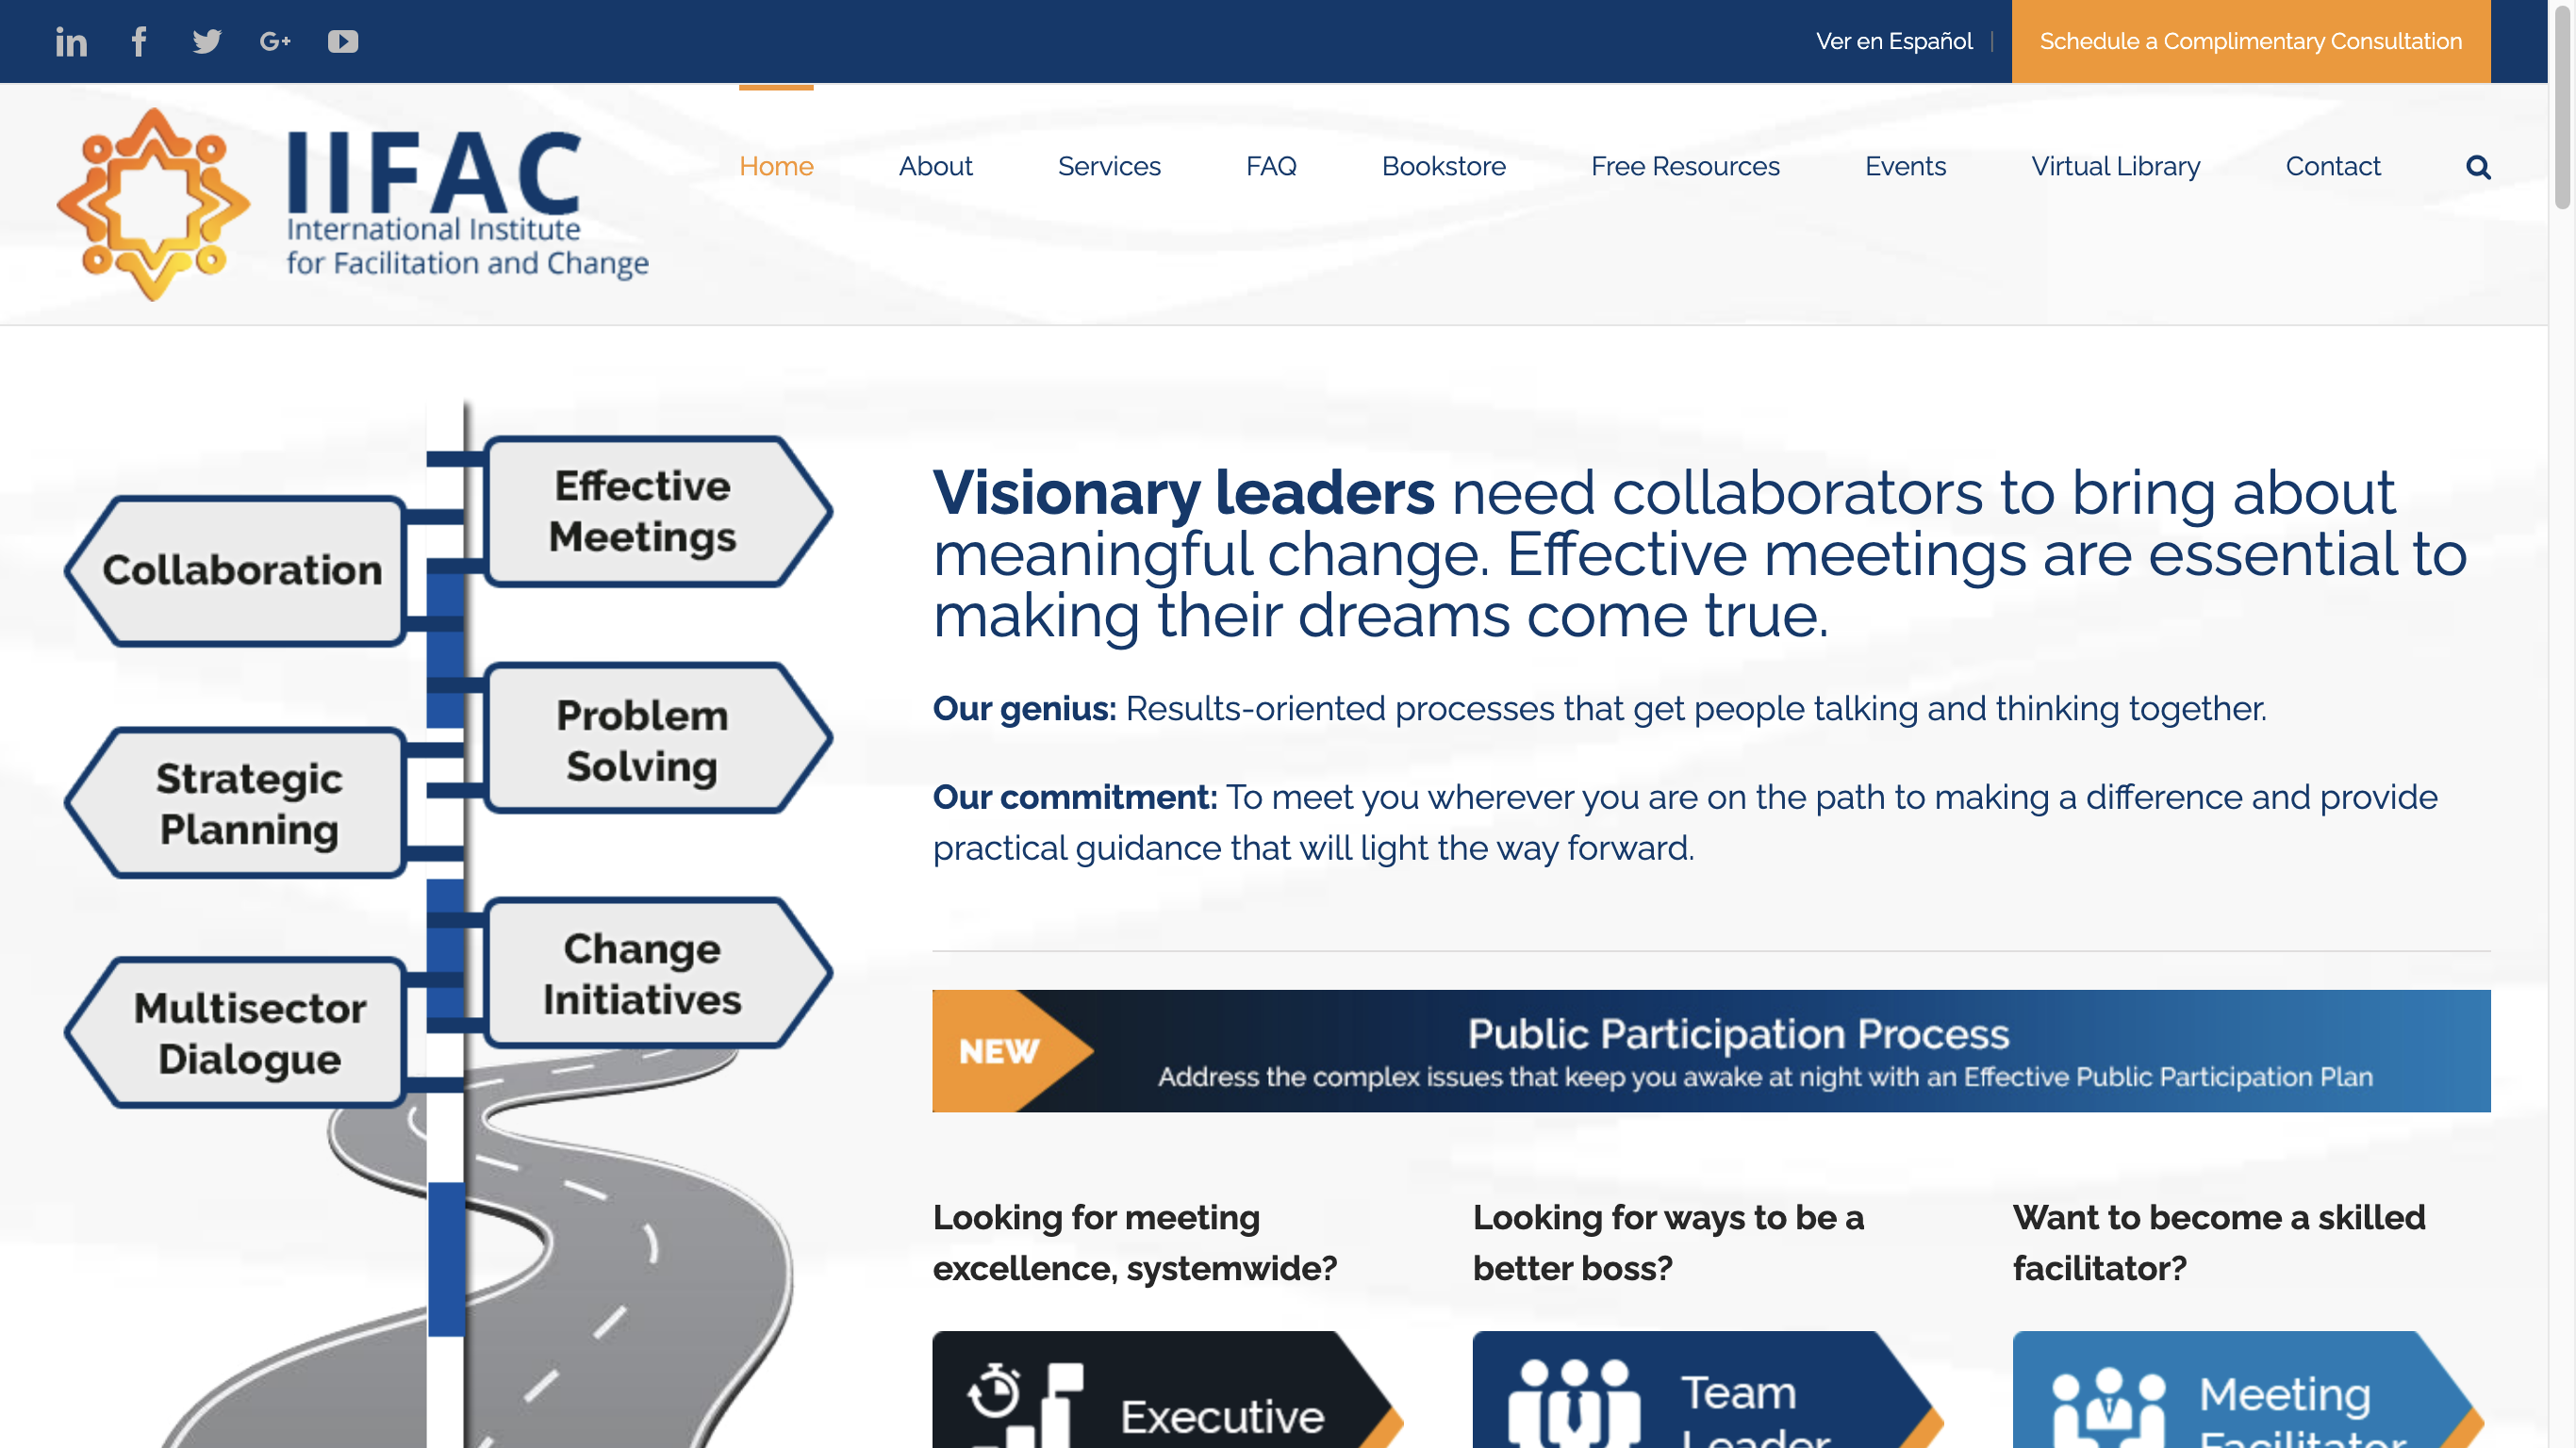 Ver en Español
Schedule a Complimentary Consultation
IIFAC
International Institute
for Facilitation and Change
Home
About
Services
FAQ
Bookstore
Free Resources
Events
Virtual Library
Contact
Effective
Meetings
Collaboration
Problem
Solving
Strategic
Planning
Change
Initiatives
Multisector
Dialogue
Visionary leaders need collaborators to bring about
meaningful change. Effective meetings are essential to
making their dreams come true.
Our genius: Results-oriented processes that get people talking and thinking together.
Our commitment: To meet you wherever you are on the path to making a difference and provide
practical guidance that will light the way forward.
NEW
Public Participation Process
Address the complex issues that keep you awake at night with an Effective Public Participation Plan
Looking for meeting
excellence, systemwide?
Looking for ways to be a
better boss?
Want to become a skilled
facilitator?
Executive
Team
Leader
Meeting
Facilitator